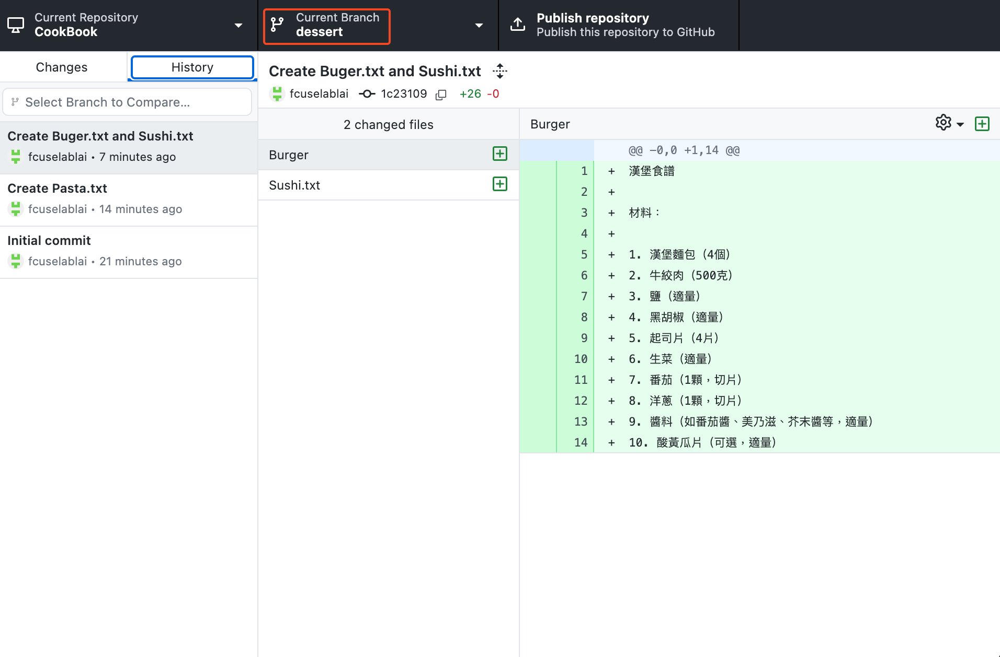 Current Repository
CookBook
Current Branch
dessert
Publish repository
Publish this repository to GitHub
Changes
History
Select Branch to Compare...
Create Buger.txt and Sushi.txt
fcuselablai • 7 minutes ago
Create Pasta.txt
fcuselablai • 14 minutes ago
Initial commit
fcuselablai • 21 minutes ago
Create Buger.txt and Sushi.txt
fcuselablai 1c23109 +26 -0
2 changed files
Burger
Sushi.txt
Burger
@@ -0,0 +1,14 @@
1 + 漢堡食譜
2 +
3 + 材料：
4 +
5 + 1. 漢堡麵包（4個）
6 + 2. 牛絞肉（500克）
7 + 3. 鹽（適量）
8 + 4. 黑胡椒（適量）
9 + 5. 起司片（4片）
10 + 6. 生菜（適量）
11 + 7. 番茄（1顆，切片）
12 + 8. 洋蔥（1顆，切片）
13 + 9. 醬料（如番茄醬、美乃滋、芥末醬等，適量）
14 + 10. 酸黃瓜片（可選，適量）